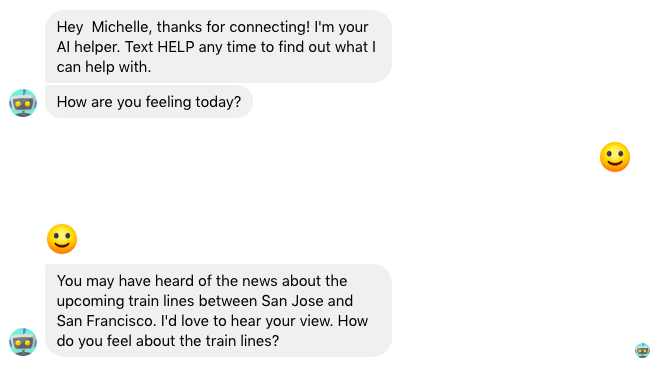 Hey  Michelle, thanks for connecting! I'm your
AI helper. Text HELP any time to find out what I
can help with.
How are you feeling today?
You may have heard of the news about the
upcoming train lines between San Jose and
San Francisco. I'd love to hear your view. How
do you feel about the train lines?